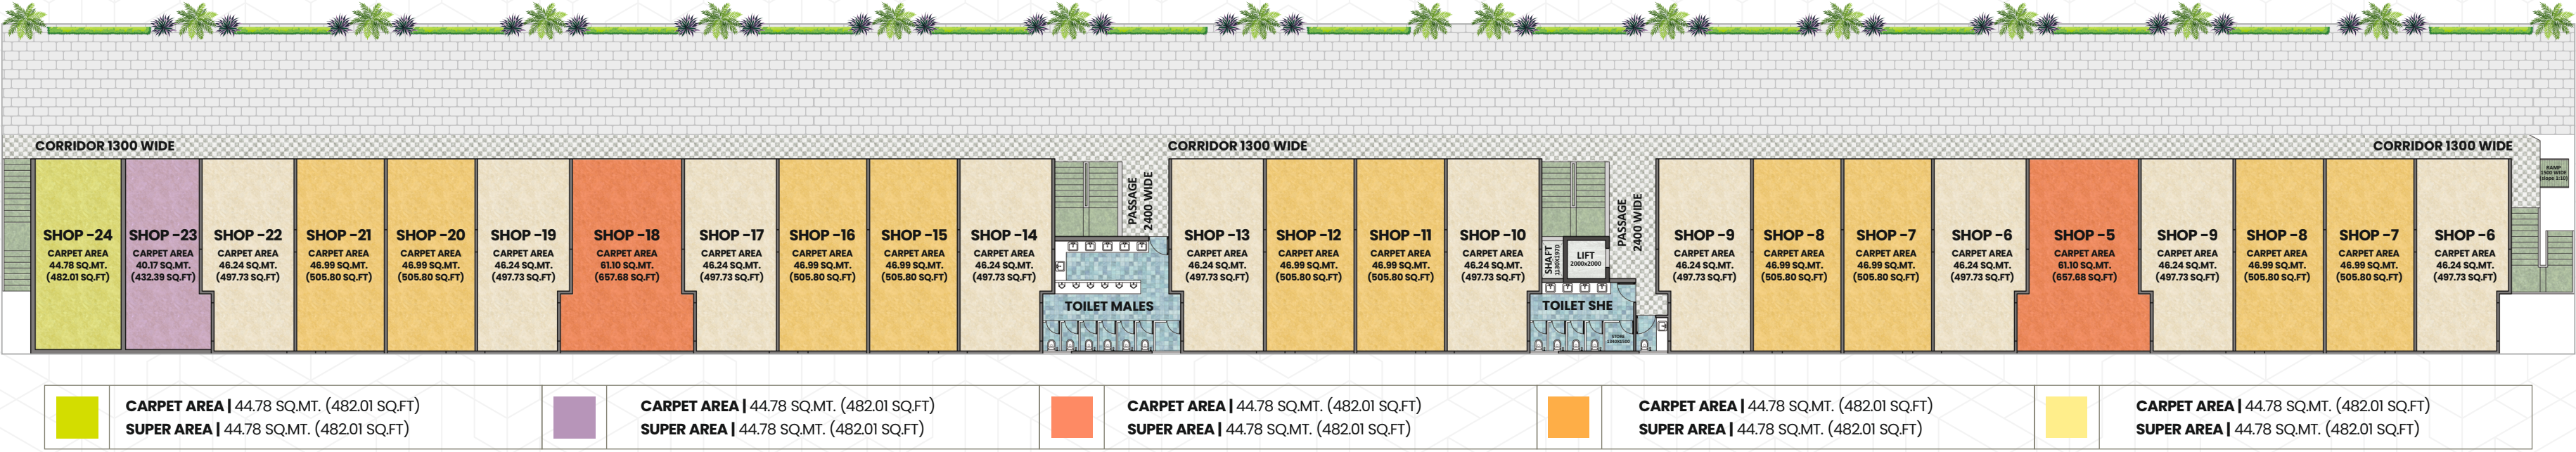 CORRIDOR 1300 WIDE
CORRIDOR 1300 WIDE
CORRIDOR 1300 WIDE
SHOP -24
CARPET AREA
44.78 SQ.MT.
(482.01 SQ.FT)
SHOP -23
CARPET AREA
40.17 SQ.MT.
(432.39 SQ.FT)
SHOP -22
CARPET AREA
46.24 SQ.MT.
(497.73 SQ.FT)
SHOP -21
CARPET AREA
46.99 SQ.MT.
(505.80 SQ.FT)
SHOP -20
CARPET AREA
46.99 SQ.MT.
(505.80 SQ.FT)
SHOP -19
CARPET AREA
46.24 SQ.MT.
(497.73 SQ.FT)
SHOP -18
CARPET AREA
61.10 SQ.MT.
(657.68 SQ.FT)
SHOP -17
CARPET AREA
46.24 SQ.MT.
(497.73 SQ.FT)
SHOP -16
CARPET AREA
46.99 SQ.MT.
(505.80 SQ.FT)
SHOP -15
CARPET AREA
46.99 SQ.MT.
(505.80 SQ.FT)
SHOP -14
CARPET AREA
46.24 SQ.MT.
(497.73 SQ.FT)
PASSAGE
2400 WIDE
TOILET MALES
SHOP -13
CARPET AREA
46.24 SQ.MT.
(497.73 SQ.FT)
SHOP -12
CARPET AREA
46.99 SQ.MT.
(505.80 SQ.FT)
SHOP -11
CARPET AREA
46.99 SQ.MT.
(505.80 SQ.FT)
SHOP -10
CARPET AREA
46.24 SQ.MT.
(497.73 SQ.FT)
SHAFT
LIFT
2000x2000
PASSAGE
2400 WIDE
TOILET SHE
STORE
SHOP -9
CARPET AREA
46.24 SQ.MT.
(497.73 SQ.FT)
SHOP -8
CARPET AREA
46.99 SQ.MT.
(505.80 SQ.FT)
SHOP -7
CARPET AREA
46.99 SQ.MT.
(505.80 SQ.FT)
SHOP -6
CARPET AREA
46.24 SQ.MT.
(497.73 SQ.FT)
SHOP -5
CARPET AREA
61.10 SQ.MT.
(657.68 SQ.FT)
SHOP -9
CARPET AREA
46.24 SQ.MT.
(497.73 SQ.FT)
SHOP -8
CARPET AREA
46.99 SQ.MT.
(505.80 SQ.FT)
SHOP -7
CARPET AREA
46.99 SQ.MT.
(505.80 SQ.FT)
SHOP -6
CARPET AREA
46.24 SQ.MT.
(497.73 SQ.FT)
RAMP
1300 WIDE
(slope 1:10)
CARPET AREA | 44.78 SQ.MT. (482.01 SQ.FT)
SUPER AREA | 44.78 SQ.MT. (482.01 SQ.FT)
CARPET AREA | 44.78 SQ.MT. (482.01 SQ.FT)
SUPER AREA | 44.78 SQ.MT. (482.01 SQ.FT)
CARPET AREA | 44.78 SQ.MT. (482.01 SQ.FT)
SUPER AREA | 44.78 SQ.MT. (482.01 SQ.FT)
CARPET AREA | 44.78 SQ.MT. (482.01 SQ.FT)
SUPER AREA | 44.78 SQ.MT. (482.01 SQ.FT)
CARPET AREA | 44.78 SQ.MT. (482.01 SQ.FT)
SUPER AREA | 44.78 SQ.MT. (482.01 SQ.FT)